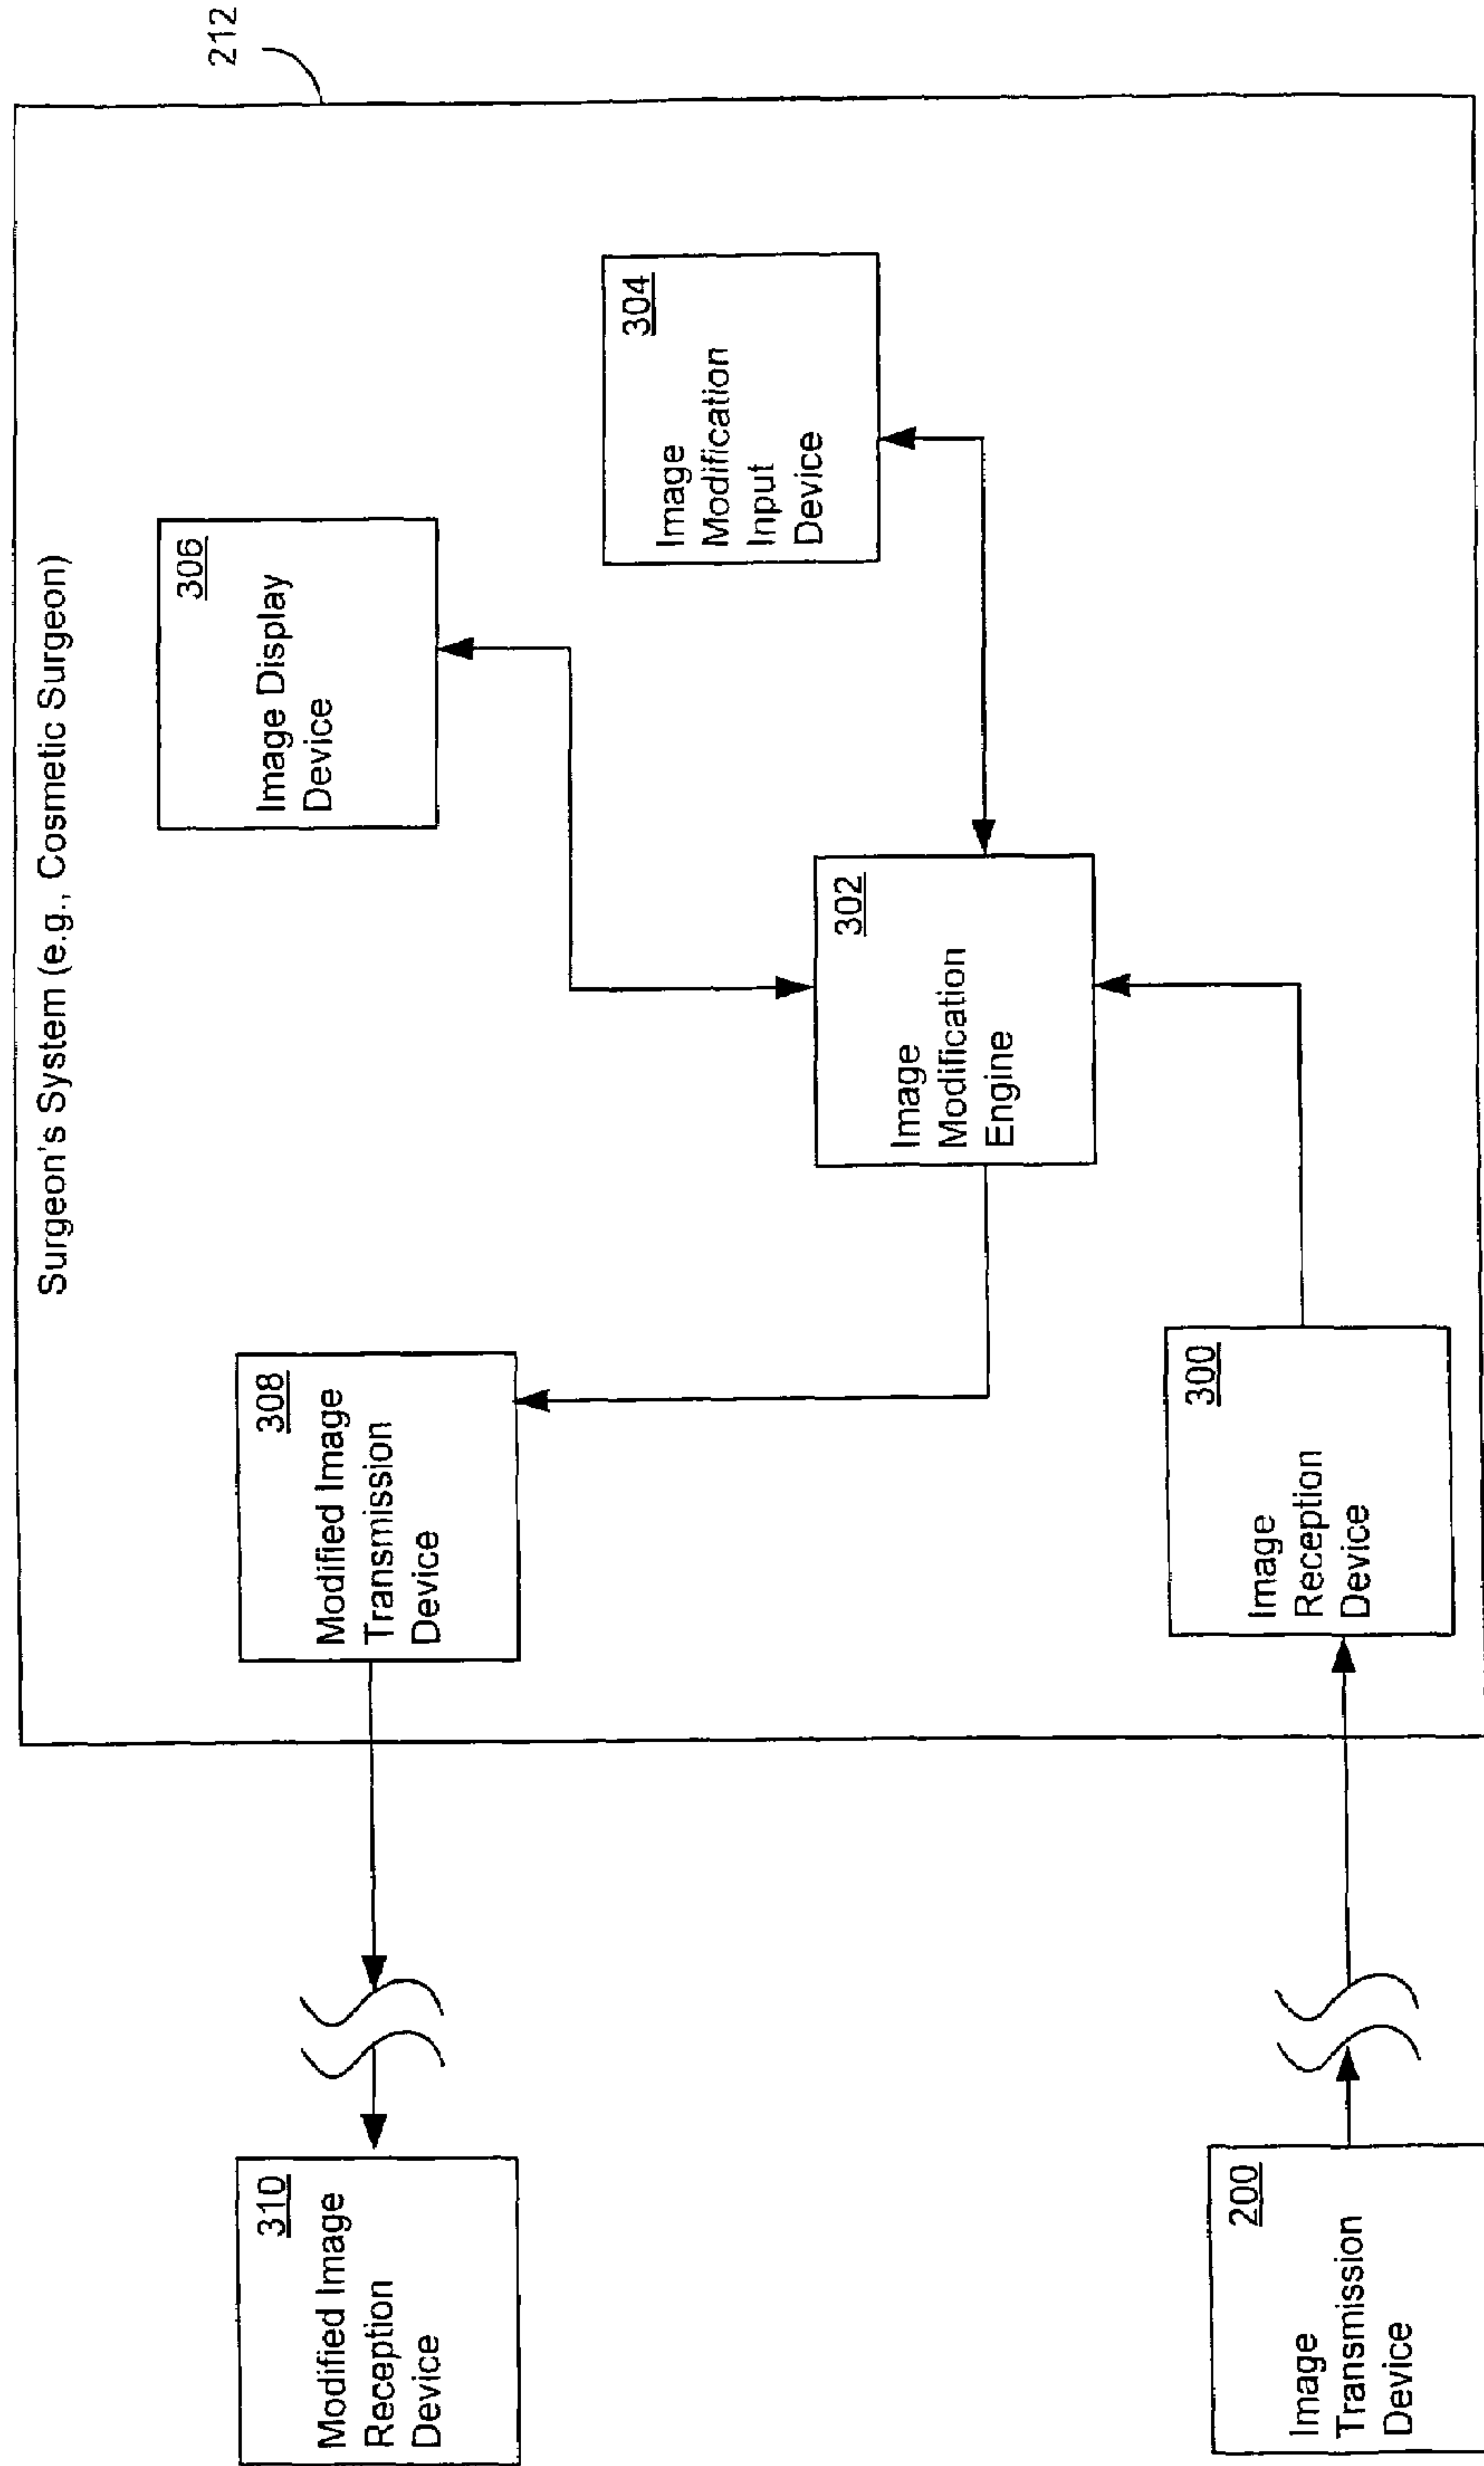 Surgeon's System (e.g., Cosmetic Surgeon)
212
310
Modified Image
Reception
Device
308
Modified Image
Transmission
Device
306
Image Display
Device
304
Image
Modification
Input
Device
302
Image
Modification
Engine
300
Image
Reception
Device
200
Image
Transmission
Device